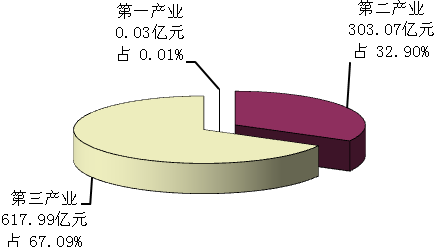 第一产业
0.03亿元
占 0.01%
第二产业
303.07亿元
占 32.90%
第三产业
617.99亿元
占 67.09%